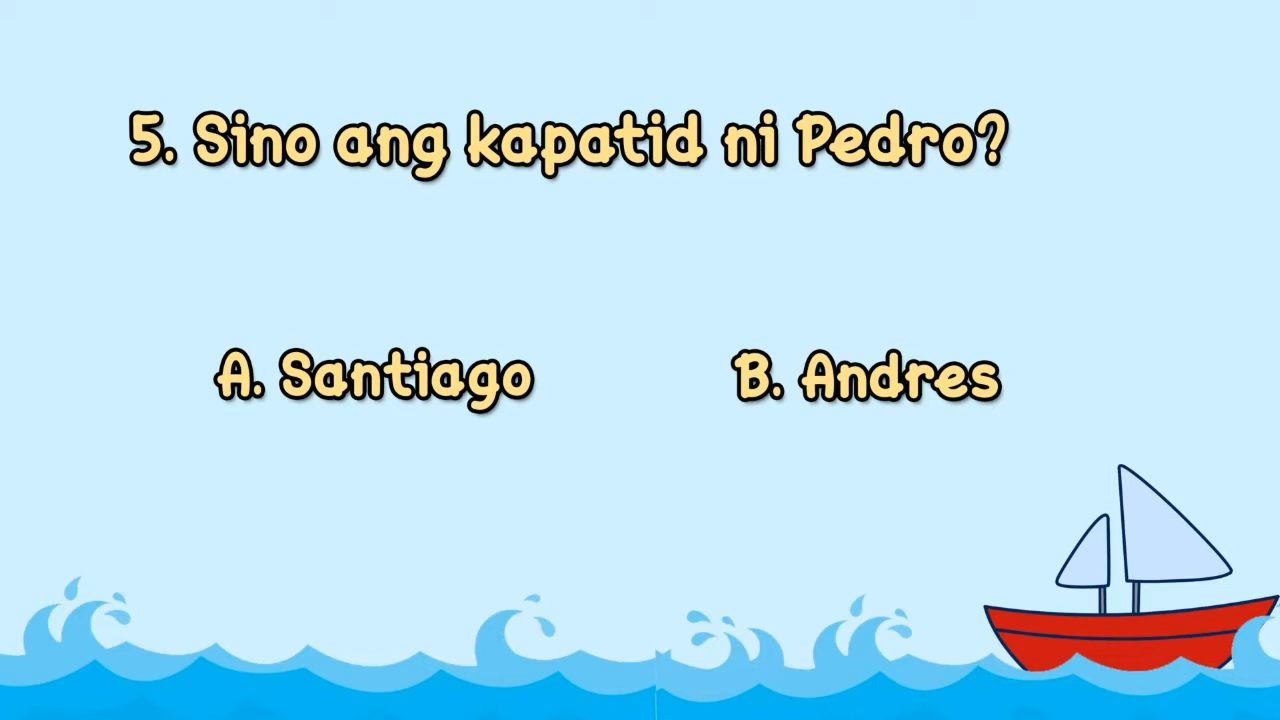 5. Sino ang kapatid ni Pedro?
A. Santiago
B. Andres